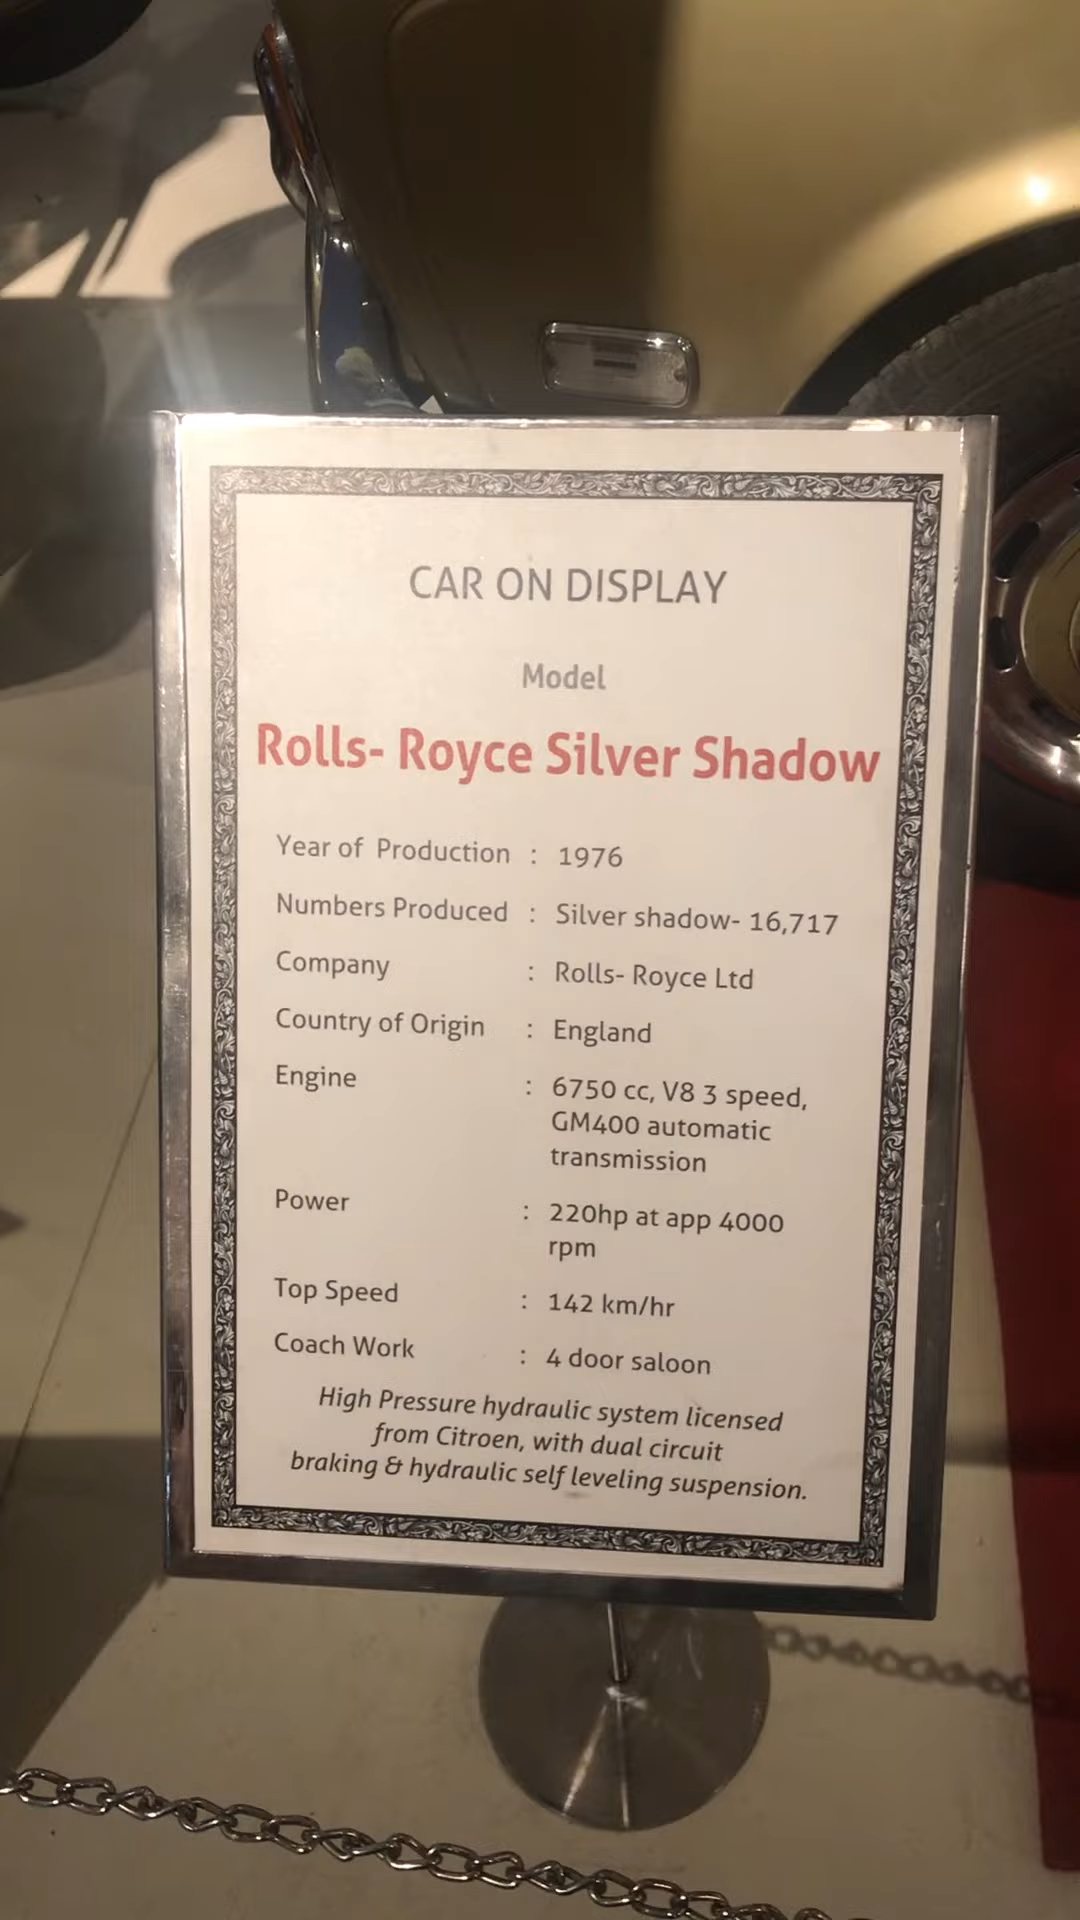 CAR ON DISPLAY
Model
Rolls- Royce Silver Shadow
Year of Production : 1976
Numbers Produced : Silver shadow- 16,717
Company : Rolls- Royce Ltd
Country of Origin : England
Engine : 6750 cc, V8 3 speed,
GM400 automatic
transmission
Power : 220hp at app 4000
rpm
Top Speed : 142 km/hr
Coach Work : 4 door saloon
High Pressure hydraulic system licensed
from Citroen, with dual circuit
braking & hydraulic self leveling suspension.